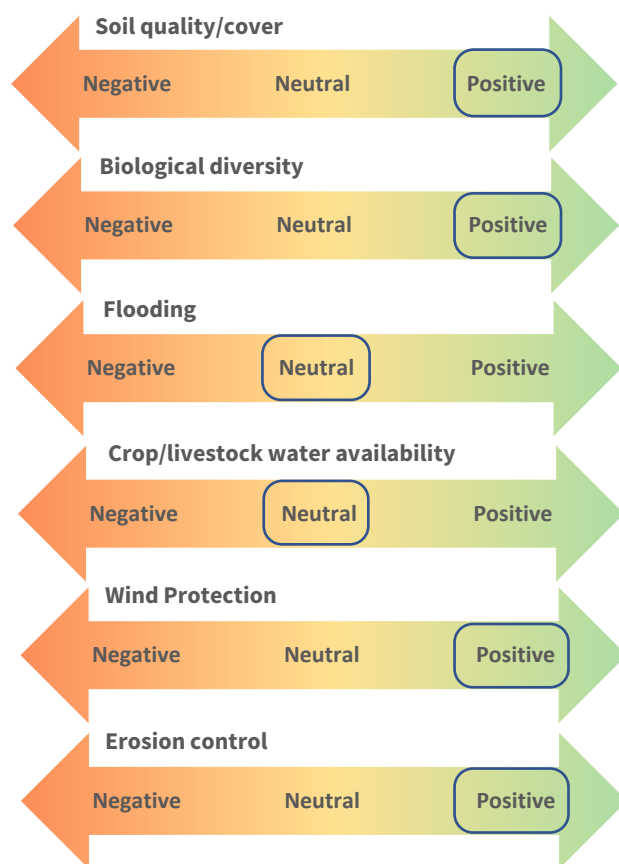 Soil quality/cover
Negative Neutral Positive
Biological diversity
Negative Neutral Positive
Flooding
Negative Neutral Positive
Crop/livestock water availability
Negative Neutral Positive
Wind Protection
Negative Neutral Positive
Erosion control
Negative Neutral Positive